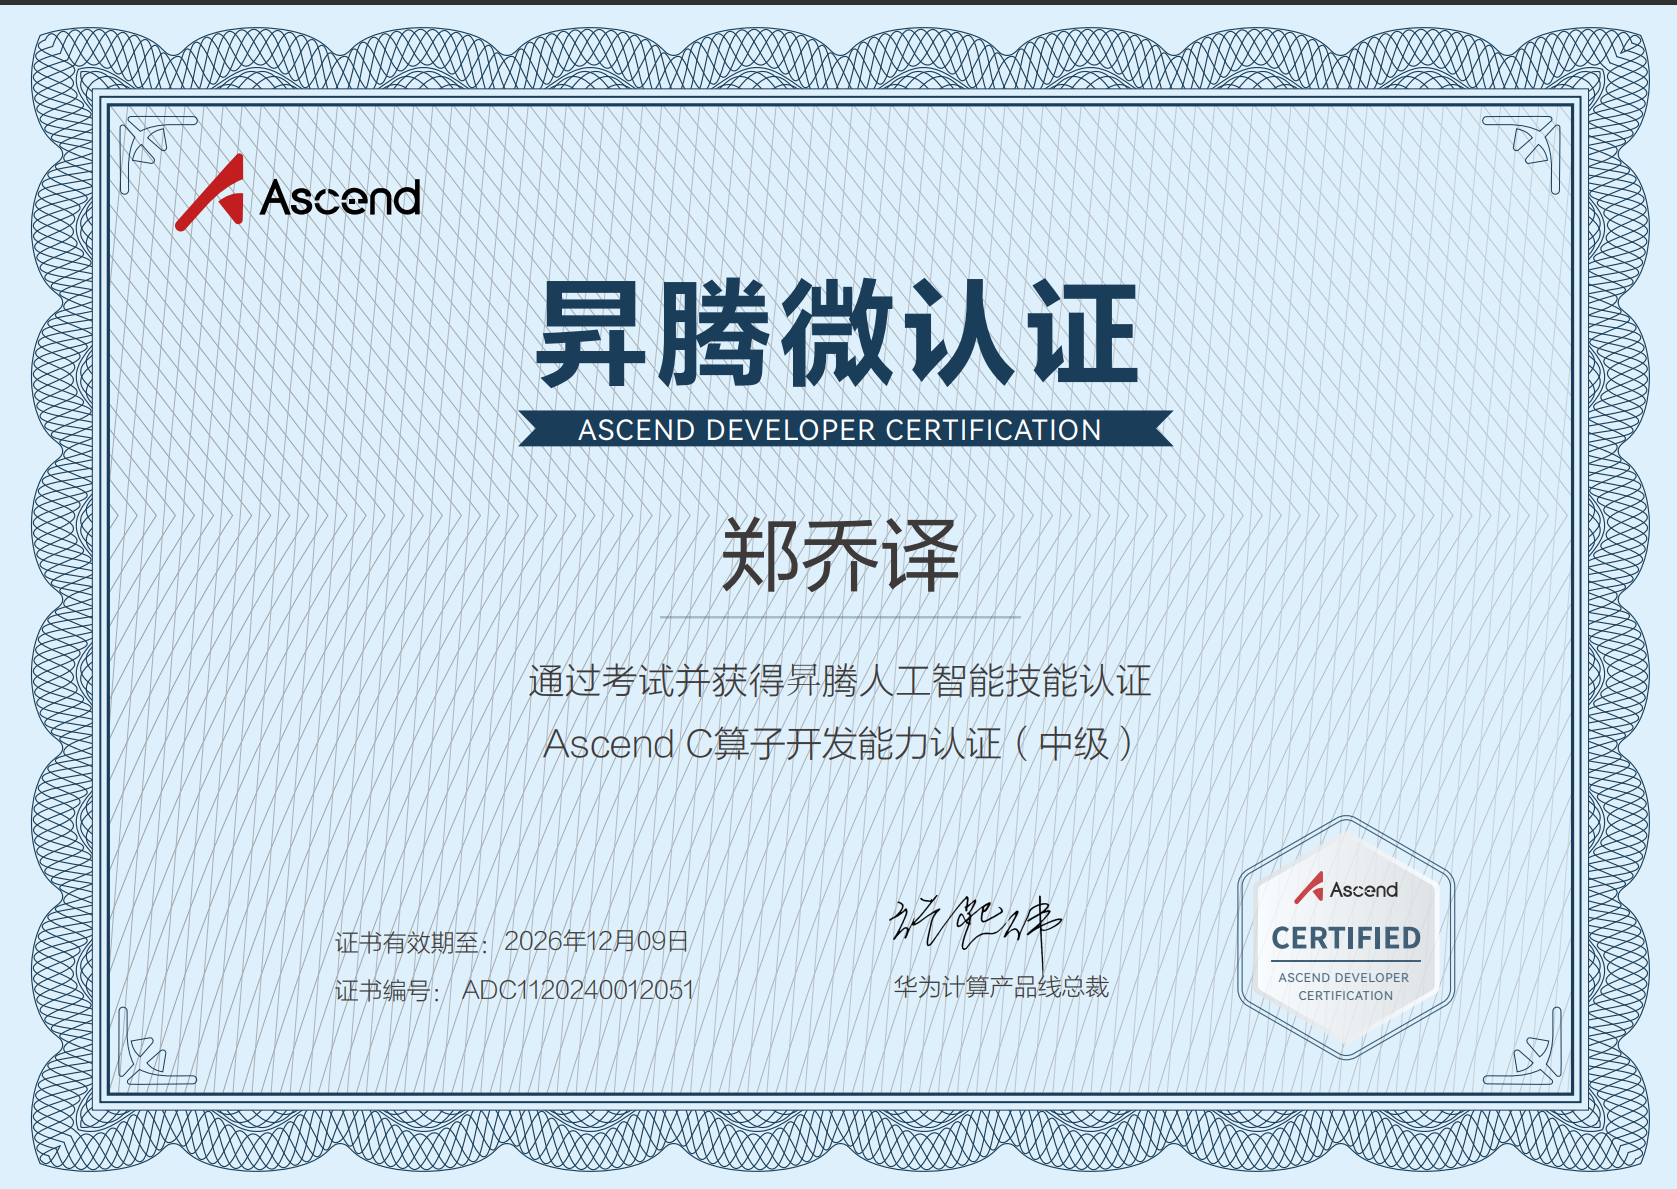 Ascend
昇腾微认证
ASCEND DEVELOPER CERTIFICATION
郑乔译
通过考试并获得昇腾人工智能技能认证
Ascend C算子开发能力认证（中级）
证书有效期至：2026年12月09日
证书编号：ADC1120240012051
华为计算产品线总裁
Ascend
CERTIFIED
ASCEND DEVELOPER
CERTIFICATION